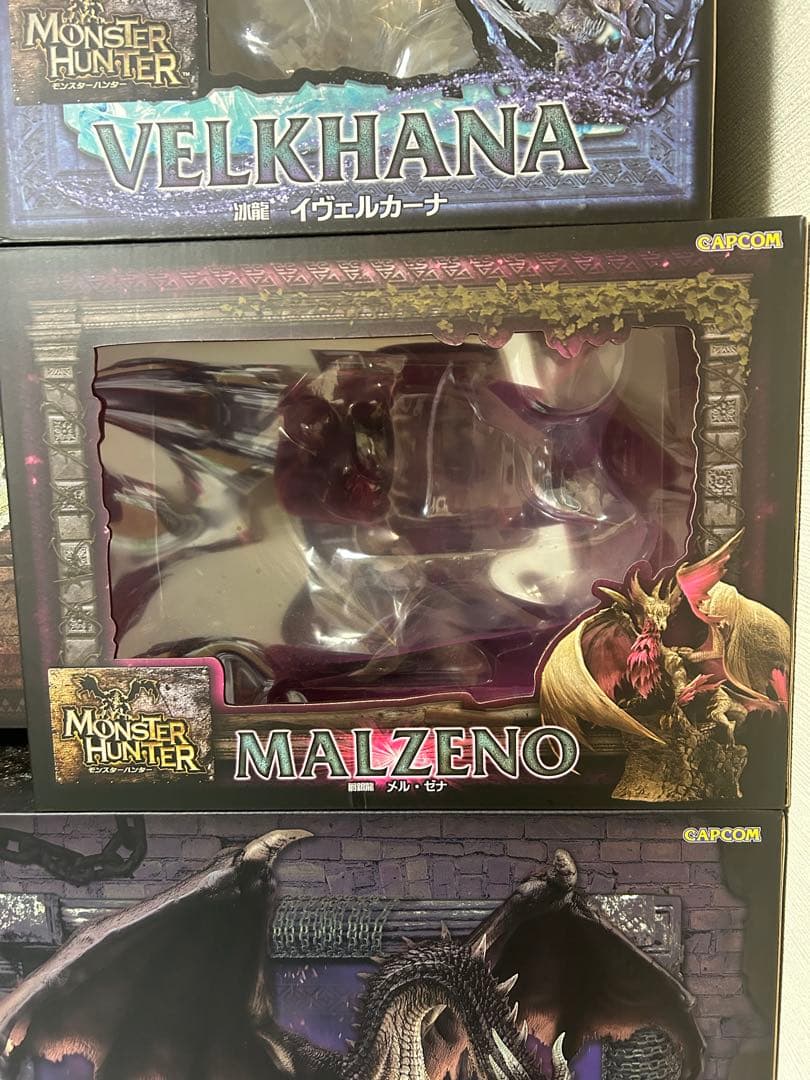 MONSTER
HUNTER™
モンスターハンター
VELKHANA
冰龍 イヴェルカーナ
CAPCOM
MONSTER
HUNTER
モンスターハンター
MALZENO
メル・ゼナ
CAPCOM